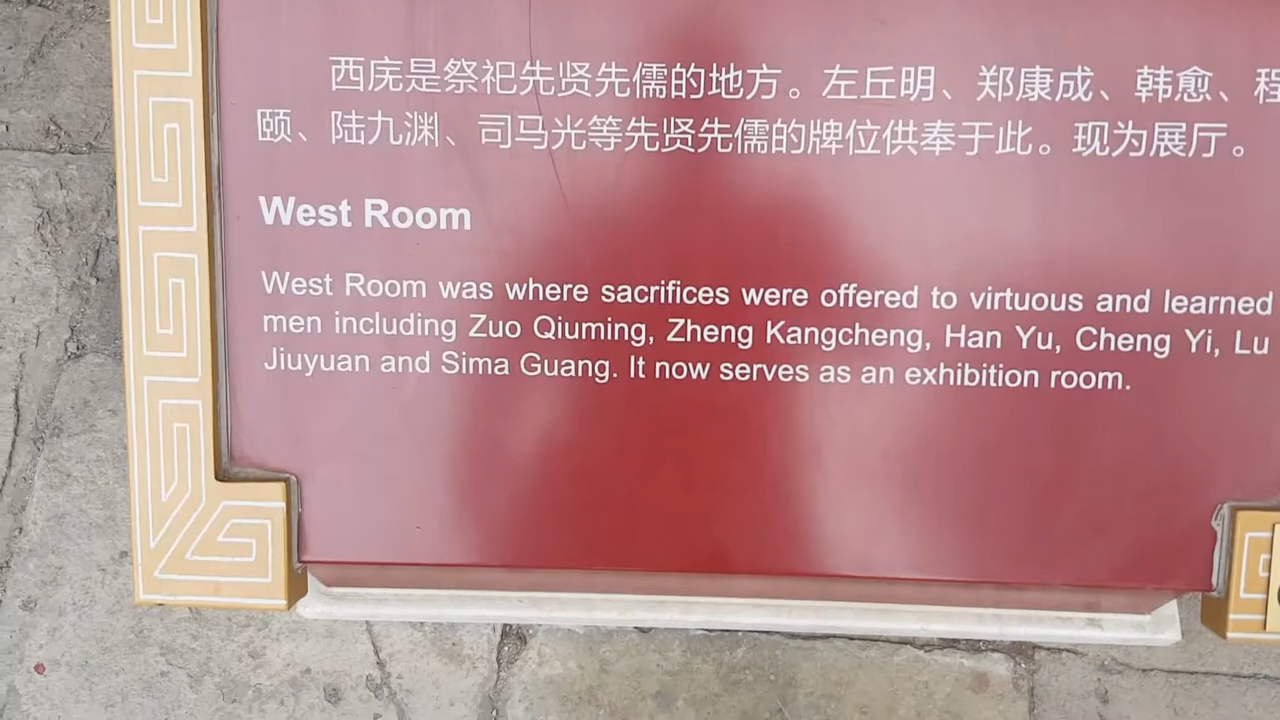 西庑是祭祀先贤先儒的地方。左丘明、郑康成、韩愈、程
颐、陆九渊、司马光等先贤先儒的牌位供奉于此。现为展厅。
West Room
West Room was where sacrifices were offered to virtuous and learned
men including Zuo Qiuming, Zheng Kangcheng, Han Yu, Cheng Yi, Lu
Jiuyuan and Sima Guang. It now serves as an exhibition room.